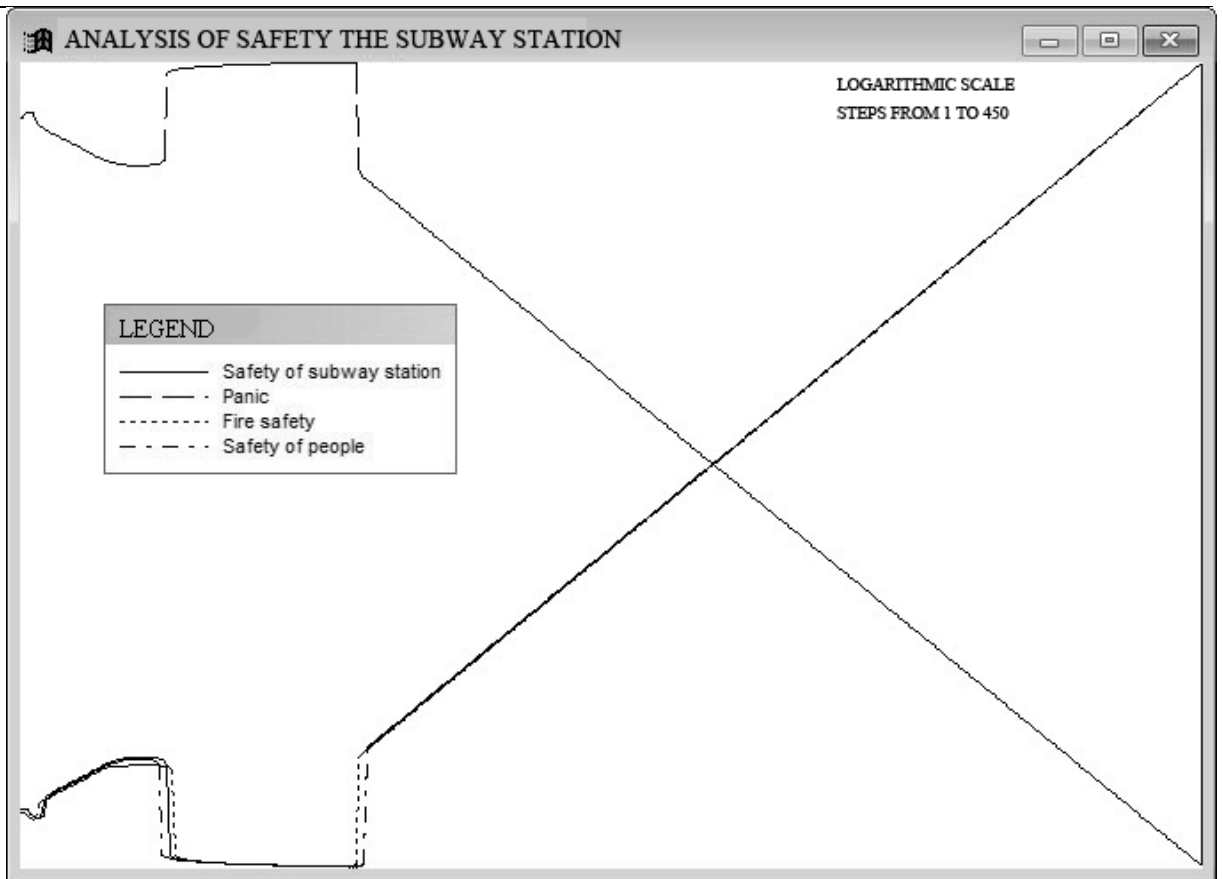 ANALYSIS OF SAFETY THE SUBWAY STATION
LOGARITHMIC SCALE
STEPS FROM 1 TO 450
LEGEND
Safety of subway station
Panic
Fire safety
Safety of people